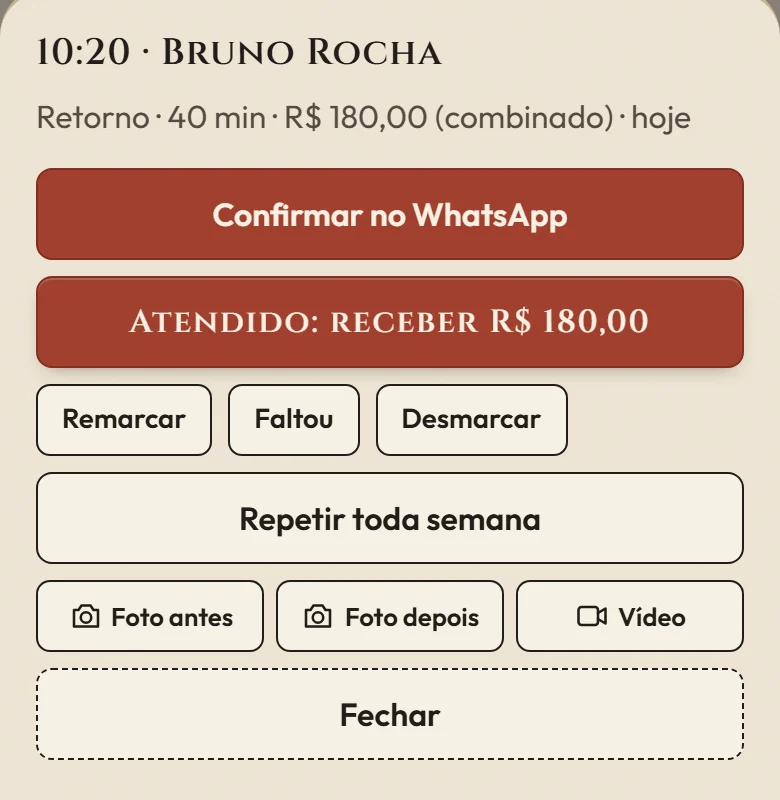 10:20 · Bruno Rocha
Retorno · 40 min · R$ 180,00 (combinado) · hoje
Confirmar no WhatsApp
Atendido: receber R$ 180,00
Remarcar Faltou Desmarcar
Repetir toda semana
Foto antes Foto depois Vídeo
Fechar